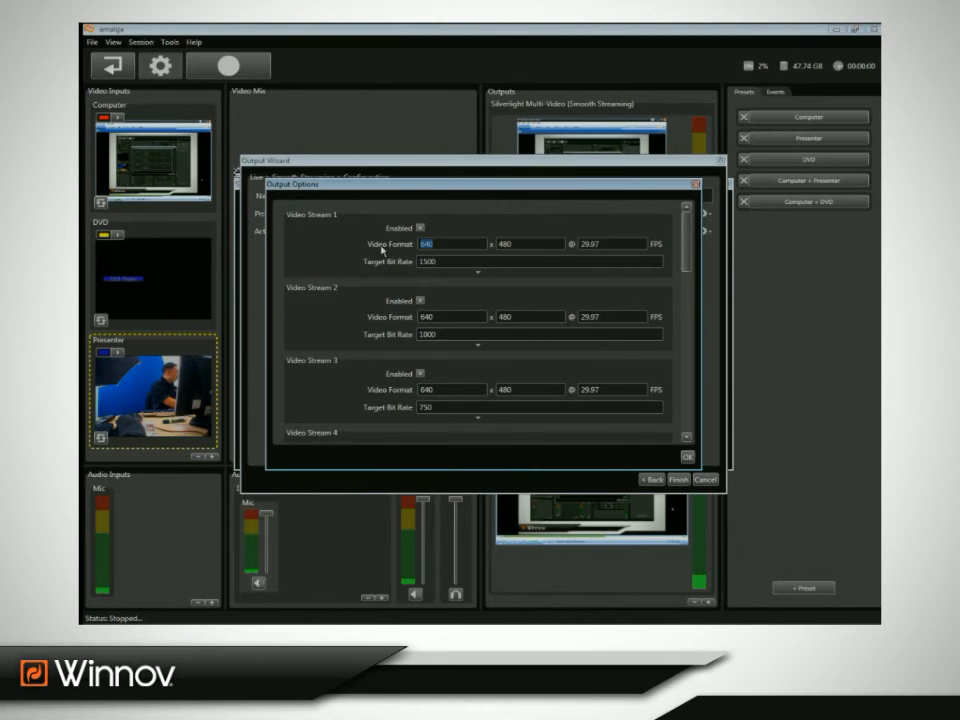 amalga
File View Session Tools Help
2% 47.74 GB 00:00:00
Video Inputs
Computer
DVD
Presenter
Audio Inputs
Mic
Video Mix
Mic
Outputs
Silverlight Multi-Video (Smooth Streaming)
Presets Events
Computer
Presenter
DVD
Computer + Presenter
Computer + DVD
+ Preset
Output Wizard
Live > Smooth Streaming > Configuration
Output Options
Video Stream 1
Enabled
Video Format 640 x 480 @ 29.97 FPS
Target Bit Rate 1500
Video Stream 2
Enabled
Video Format 640 x 480 @ 29.97 FPS
Target Bit Rate 1000
Video Stream 3
Enabled
Video Format 640 x 480 @ 29.97 FPS
Target Bit Rate 750
Video Stream 4
OK
< Back Finish Cancel
Status: Stopped...
Winnov